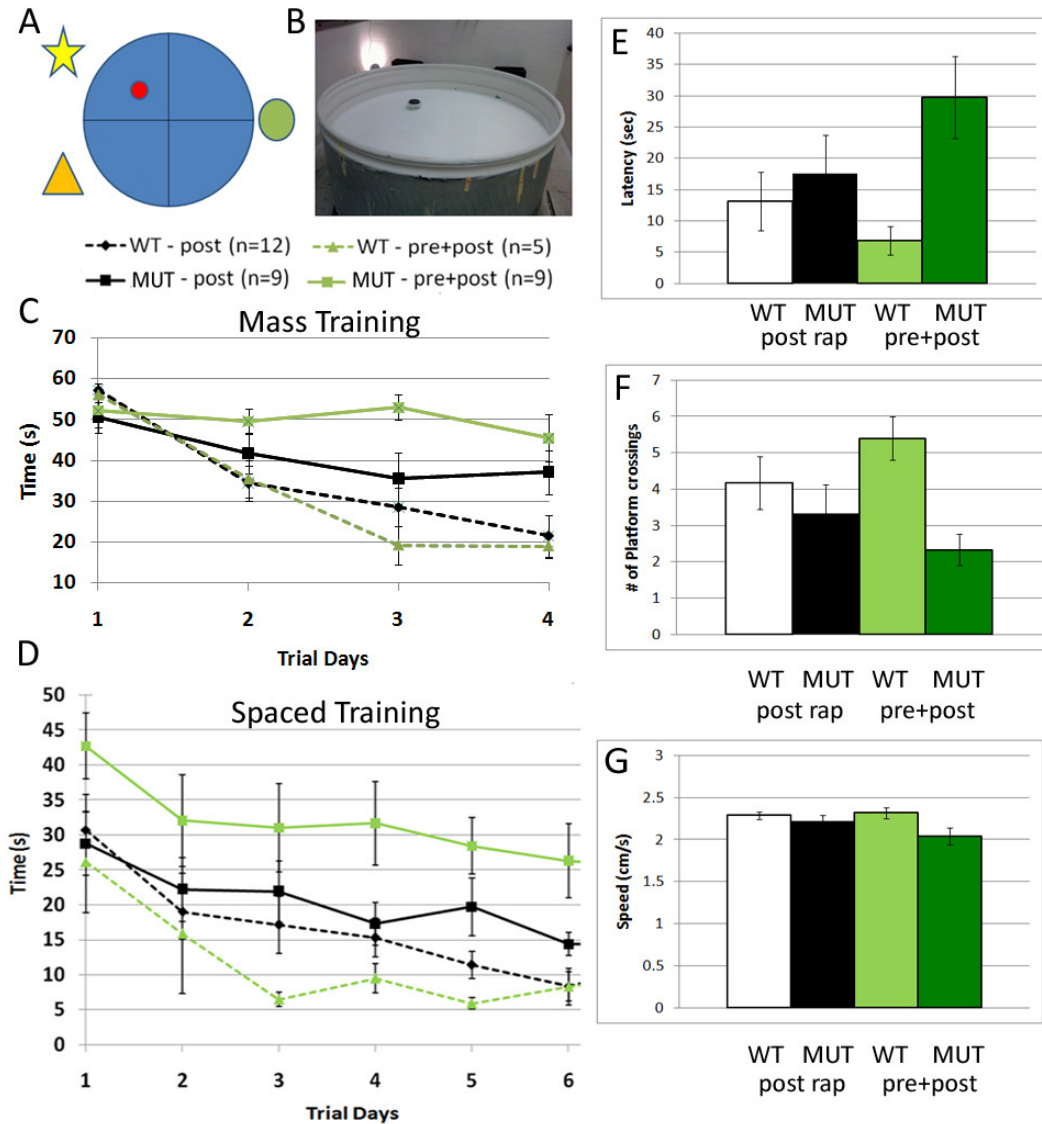 A
B
WT - post (n=12)
WT - pre+post (n=5)
MUT - post (n=9)
MUT - pre+post (n=9)
C
Mass Training
70
60
50
40
30
20
10
Time (s)
1 2 3 4
Trial Days
D
Spaced Training
50
45
40
35
30
25
20
15
10
5
0
Time (s)
1 2 3 4 5 6
Trial Days
E
40
35
30
25
20
15
10
5
0
Latency (sec)
WT MUT WT MUT
post rap pre+post
F
7
6
5
4
3
2
1
0
# of Platform crossings
WT MUT WT MUT
post rap pre+post
G
2.5
2
1.5
1
0.5
0
Speed (cm/s)
WT MUT WT MUT
post rap pre+post